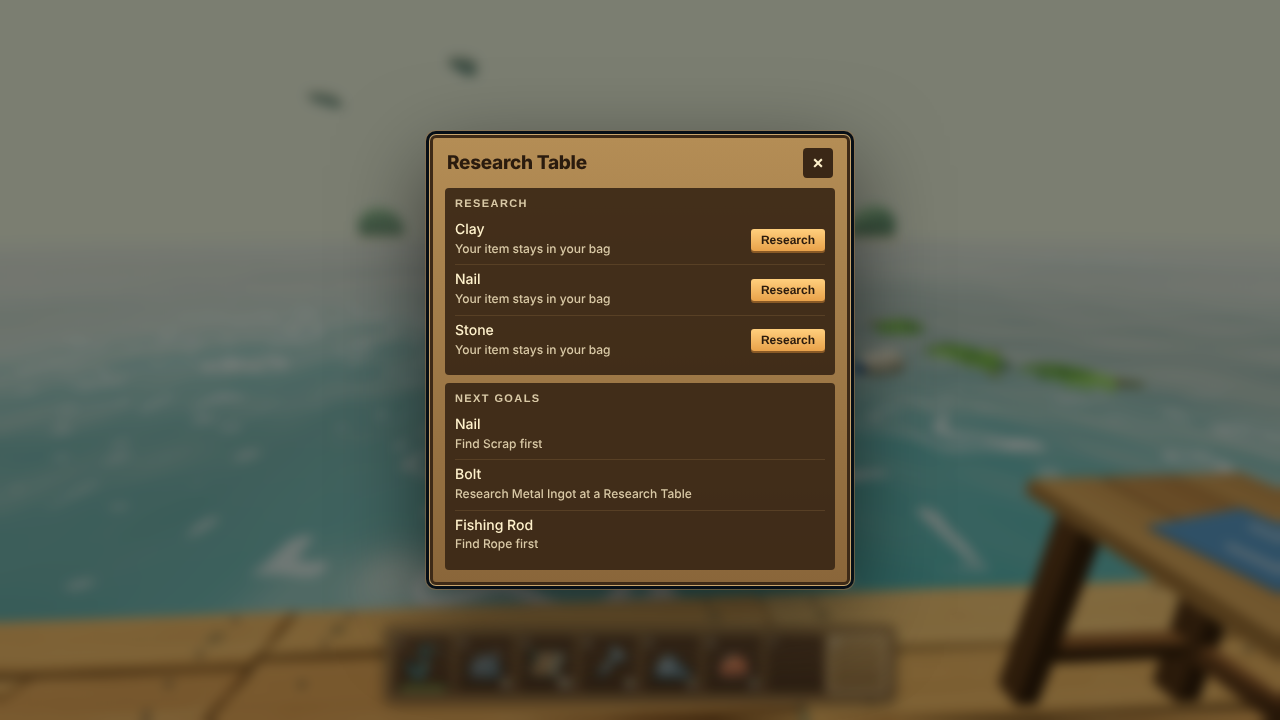 Research Table
×
RESEARCH
Clay
Your item stays in your bag
Research
Nail
Your item stays in your bag
Research
Stone
Your item stays in your bag
Research
NEXT GOALS
Nail
Find Scrap first
Bolt
Research Metal Ingot at a Research Table
Fishing Rod
Find Rope first